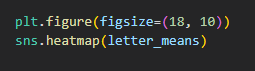 plt.figure(figsize=(18, 10))
sns.heatmap(letter_means)